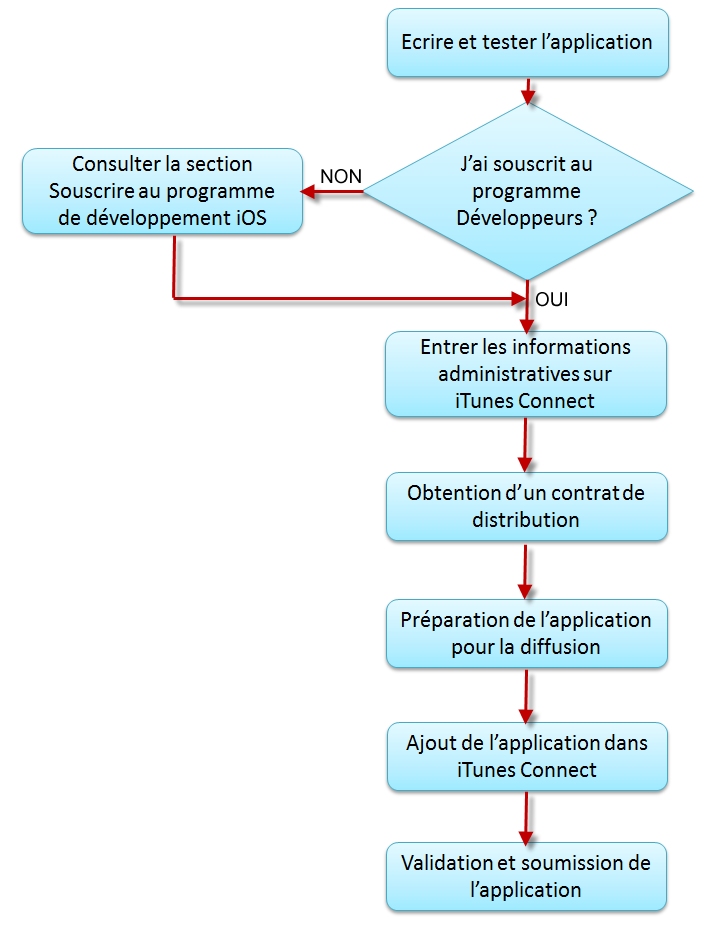 Ecrire et tester l’application
J’ai souscrit au
programme
Développeurs ?
NON
Consulter la section
Souscrire au programme
de développement iOS
OUI
Entrer les informations
administratives sur
iTunes Connect
Obtention d’un contrat de
distribution
Préparation de l’application
pour la diffusion
Ajout de l’application dans
iTunes Connect
Validation et soumission de
l’application